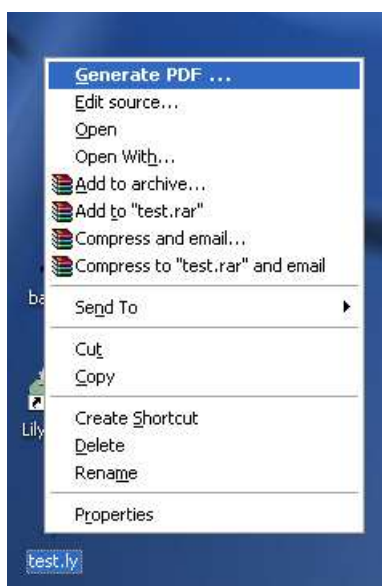 Generate PDF ...
Edit source...
Open
Open With...
Add to archive...
Add to "test.rar"
Compress and email...
Compress to "test.rar" and email
Send To
Cut
Copy
Create Shortcut
Delete
Rename
Properties
test.ly